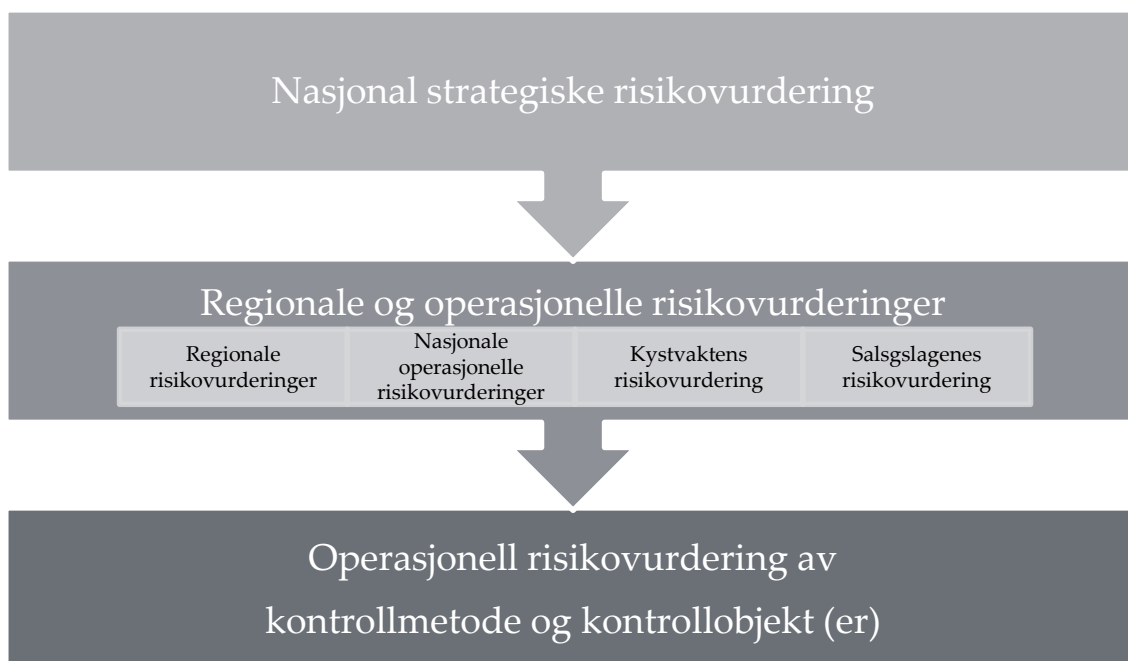 Nasjonal strategiske risikovurdering
Regionale og operasjonelle risikovurderinger
Regionale
risikovurderinger
Nasjonale
operasjonelle
risikovurderinger
Kystvaktens
risikovurdering
Salsgslagenes
risikovurdering
Operasjonell risikovurdering av
kontrollmetode og kontrollobjekt (er)